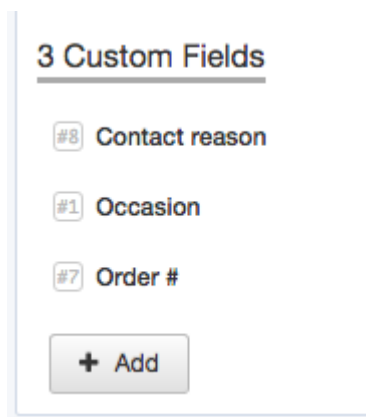 3 Custom Fields
#8 Contact reason
#1 Occasion
#7 Order #
+ Add